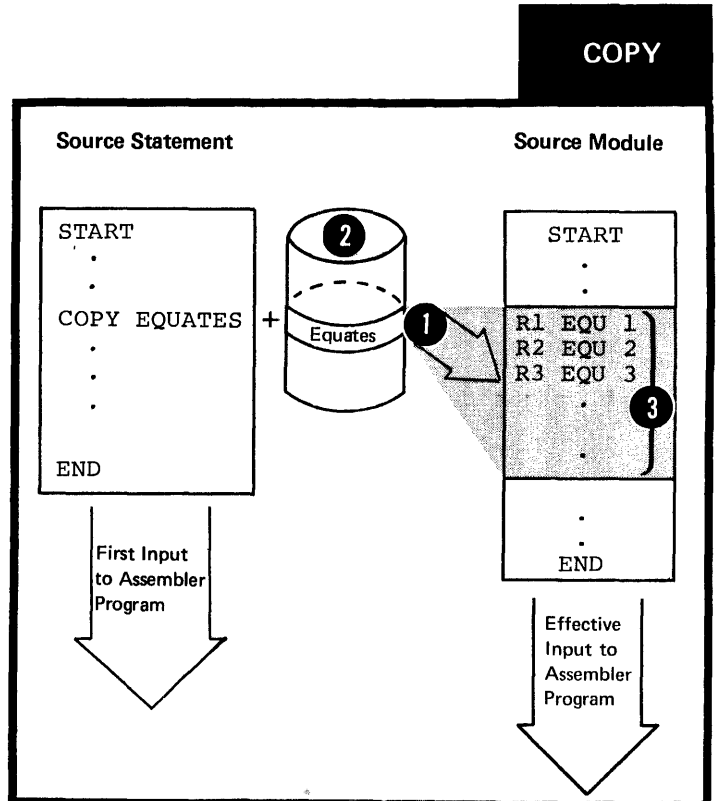 COPY
Source Statement
START
.
.
COPY EQUATES
.
.
.
END
+
2
Equates
1
Source Module
START
.
.
R1 EQU 1
R2 EQU 2
R3 EQU 3
.
.
3
.
.
END
First Input
to Assembler
Program
Effective
Input to
Assembler
Program